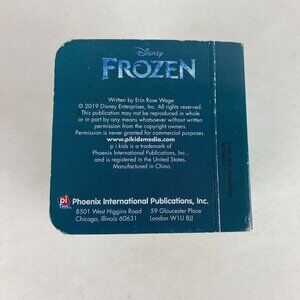 Disney
FROZEN
Written by Erin Rose Wage
© 2019 Disney Enterprises, Inc. All rights reserved.
This publication may not be reproduced in whole
or in part by any means whatsoever without written
permission from the copyright owners.
Permission is never granted for commercial purposes.
www.pikidsmedia.com
p i kids is a trademark of
Phoenix International Publications, Inc.,
and is registered in the United States.
Manufactured in China.
pi
Phoenix International Publications, Inc.
8501 West Higgins Road 59 Gloucester Place
Chicago, Illinois 60631 London W1U 8JJ